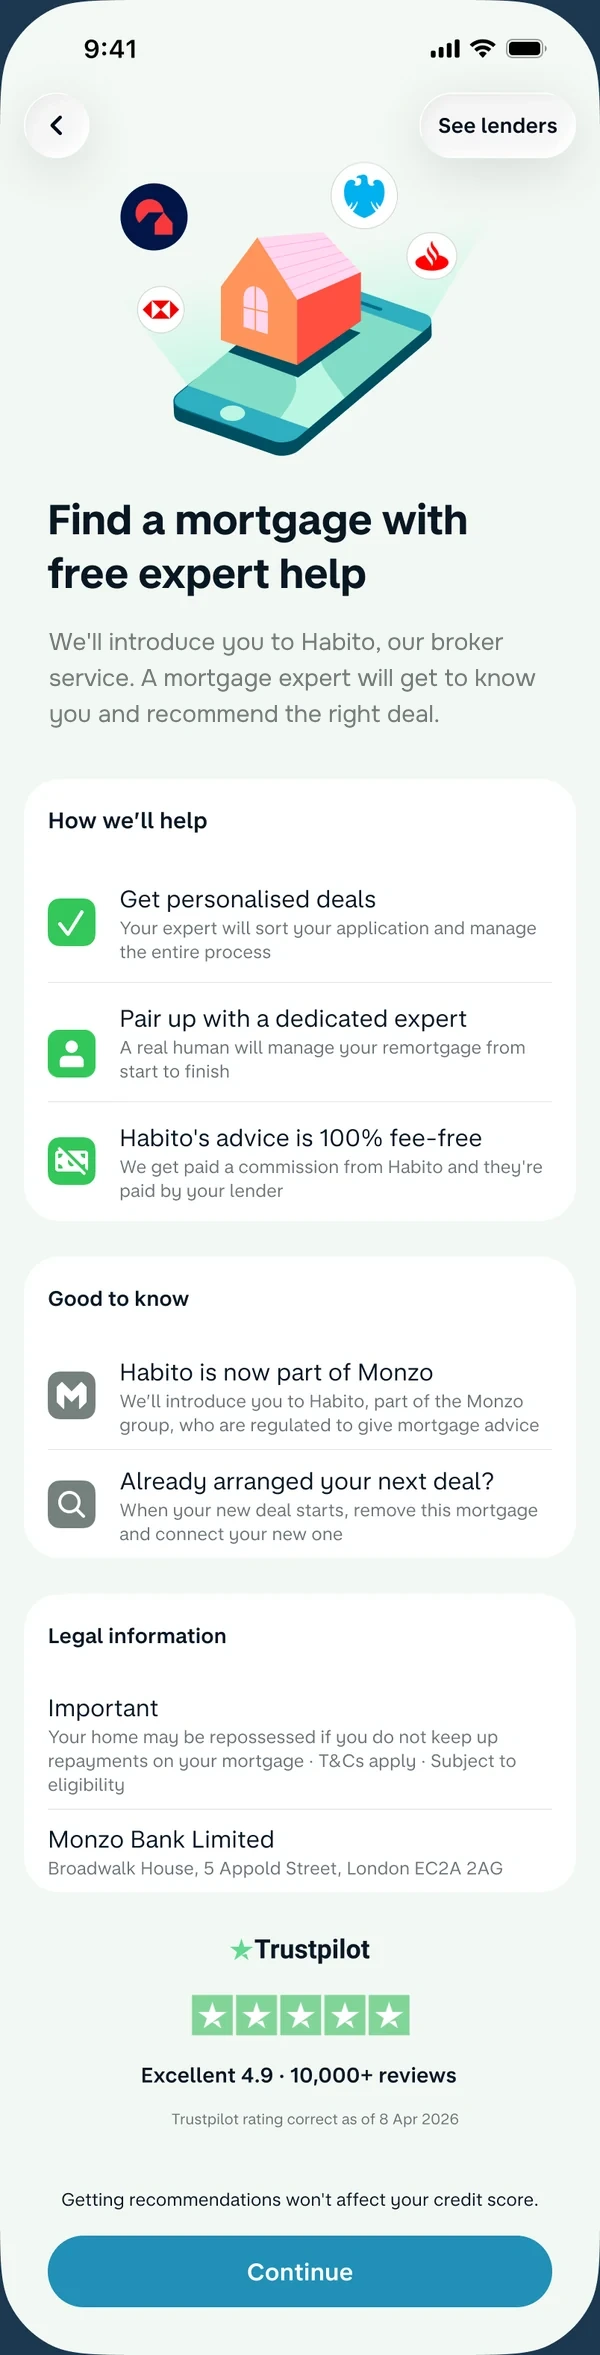 9:41
See lenders
Find a mortgage with
free expert help
We'll introduce you to Habito, our broker
service. A mortgage expert will get to know
you and recommend the right deal.
How we’ll help
Get personalised deals
Your expert will sort your application and manage
the entire process
Pair up with a dedicated expert
A real human will manage your remortgage from
start to finish
Habito's advice is 100% fee-free
We get paid a commission from Habito and they're
paid by your lender
Good to know
Habito is now part of Monzo
We’ll introduce you to Habito, part of the Monzo
group, who are regulated to give mortgage advice
Already arranged your next deal?
When your new deal starts, remove this mortgage
and connect your new one
Legal information
Important
Your home may be repossessed if you do not keep up
repayments on your mortgage · T&Cs apply · Subject to
eligibility
Monzo Bank Limited
Broadwalk House, 5 Appold Street, London EC2A 2AG
Trustpilot
Excellent 4.9 · 10,000+ reviews
Trustpilot rating correct as of 8 Apr 2026
Getting recommendations won't affect your credit score.
Continue